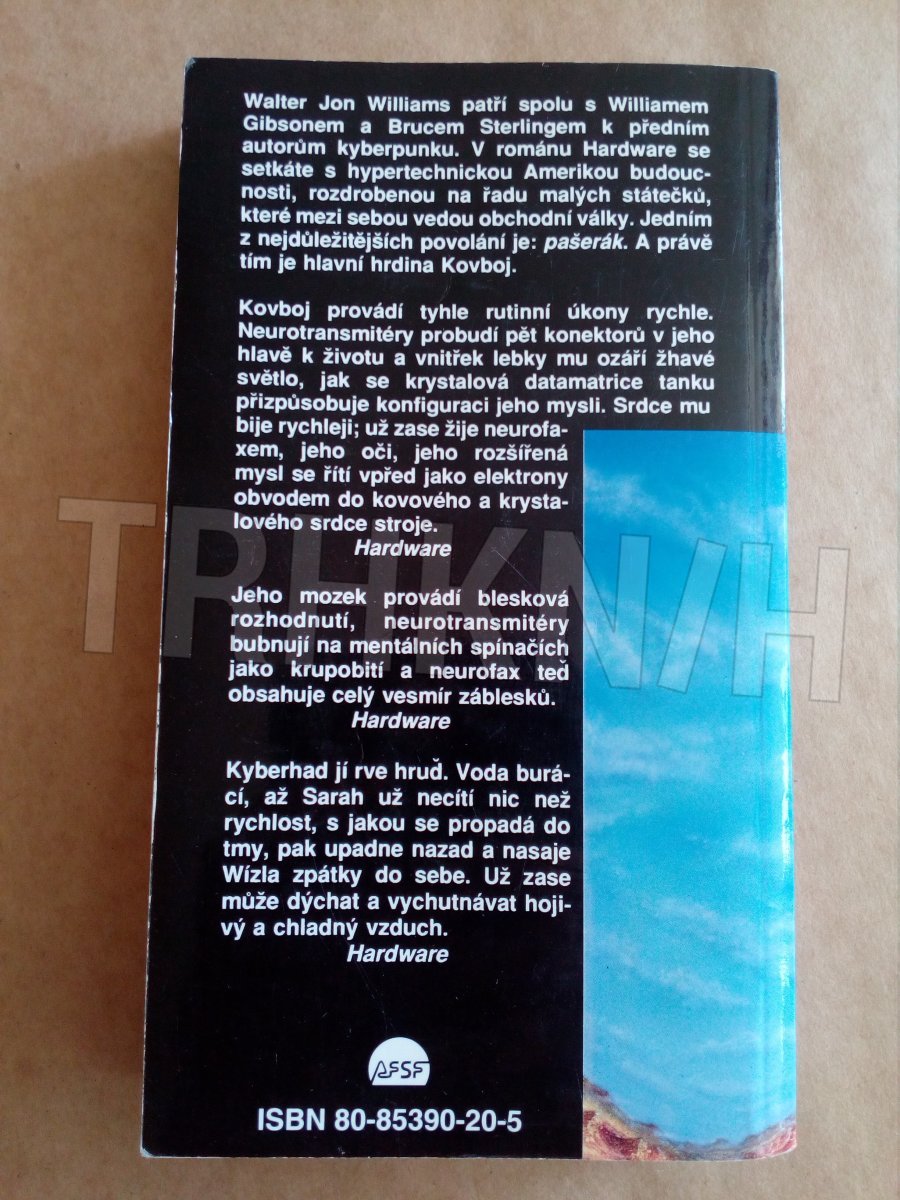 Walter Jon Williams patří spolu s Williamem
Gibsonem a Brucem Sterlingem k předním
autorům kyberpunku. V románu Hardware se
setkáte s hypertechnickou Amerikou budouc-
nosti, rozdrobenou na řadu malých státečků,
které mezi sebou vedou obchodní války. Jedním
z nejdůležitějších povolání je: pašerák. A právě
tím je hlavní hrdina Kovboj.
Kovboj provádí tyhle rutinní úkony rychle.
Neurotransmitéry probudí pět konektorů v jeho
hlavě k životu a vnitřek lebky mu ozáří žhavé
světlo, jak se krystalová datamatrice tanku
přizpůsobuje konfiguraci jeho mysli. Srdce mu
bije rychleji; už zase žije neurofa-
xem, jeho oči, jeho rozšířená
mysl se řítí vpřed jako elektrony
obvodem do kovového a krysta-
lového srdce stroje.
Hardware
Jeho mozek provádí blesková
rozhodnutí, neurotransmitéry
bubnují na mentálních spínačích
jako krupobití a neurofax teď
obsahuje celý vesmír záblesků.
Hardware
Kyberhad jí rve hruď. Voda burá-
cí, až Sarah už necítí nic než
rychlost, s jakou se propadá do
tmy, pak upadne nazad a nasaje
Wízla zpátky do sebe. Už zase
může dýchat a vychutnávat hoji-
vý a chladný vzduch.
Hardware
AFSF
ISBN 80-85390-20-5
TRHKN/H